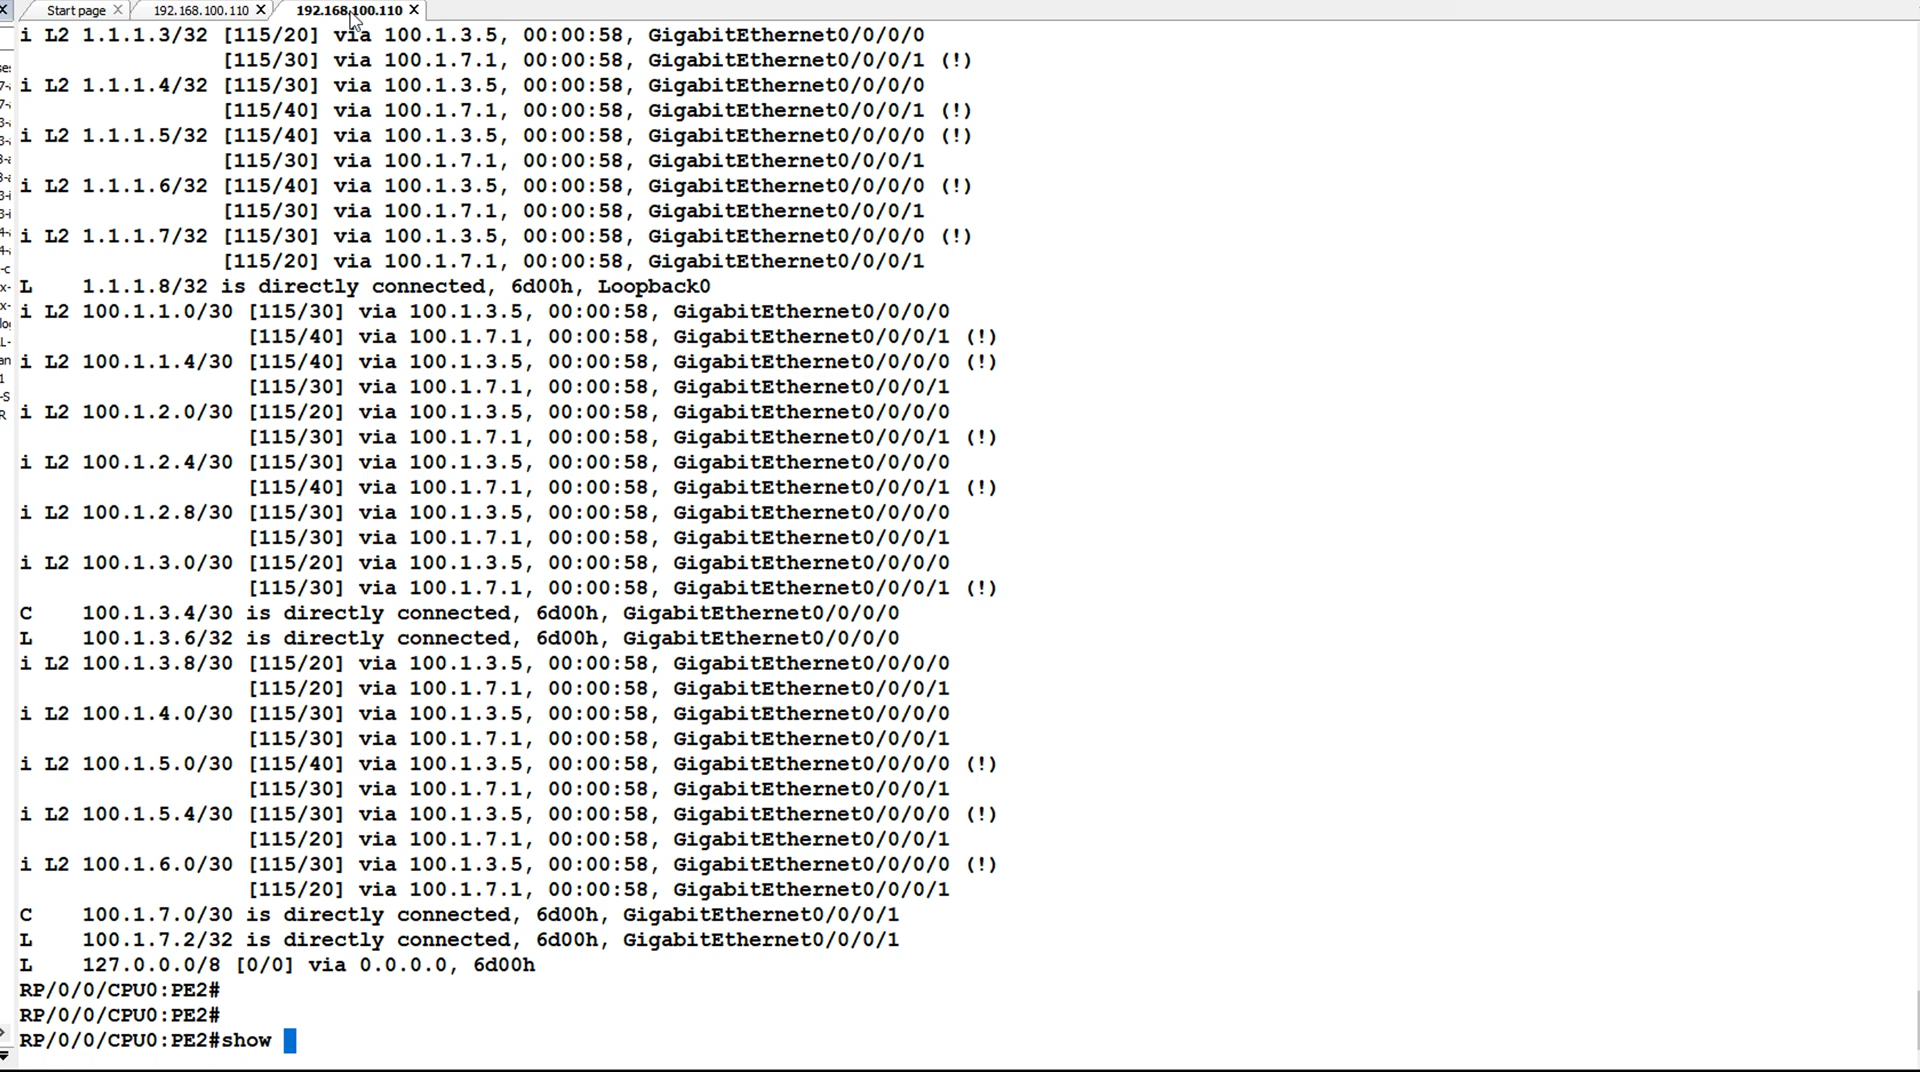 Start page 192.168.100.110 192.168.100.110
i L2 1.1.1.3/32 [115/20] via 100.1.3.5, 00:00:58, GigabitEthernet0/0/0/0
[115/30] via 100.1.7.1, 00:00:58, GigabitEthernet0/0/0/1 (!)
i L2 1.1.1.4/32 [115/30] via 100.1.3.5, 00:00:58, GigabitEthernet0/0/0/0
[115/40] via 100.1.7.1, 00:00:58, GigabitEthernet0/0/0/1 (!)
i L2 1.1.1.5/32 [115/40] via 100.1.3.5, 00:00:58, GigabitEthernet0/0/0/0 (!)
[115/30] via 100.1.7.1, 00:00:58, GigabitEthernet0/0/0/1
i L2 1.1.1.6/32 [115/40] via 100.1.3.5, 00:00:58, GigabitEthernet0/0/0/0 (!)
[115/30] via 100.1.7.1, 00:00:58, GigabitEthernet0/0/0/1
i L2 1.1.1.7/32 [115/30] via 100.1.3.5, 00:00:58, GigabitEthernet0/0/0/0 (!)
[115/20] via 100.1.7.1, 00:00:58, GigabitEthernet0/0/0/1
L 1.1.1.8/32 is directly connected, 6d00h, Loopback0
i L2 100.1.1.0/30 [115/30] via 100.1.3.5, 00:00:58, GigabitEthernet0/0/0/0
[115/40] via 100.1.7.1, 00:00:58, GigabitEthernet0/0/0/1 (!)
i L2 100.1.1.4/30 [115/40] via 100.1.3.5, 00:00:58, GigabitEthernet0/0/0/0 (!)
[115/30] via 100.1.7.1, 00:00:58, GigabitEthernet0/0/0/1
i L2 100.1.2.0/30 [115/20] via 100.1.3.5, 00:00:58, GigabitEthernet0/0/0/0
[115/30] via 100.1.7.1, 00:00:58, GigabitEthernet0/0/0/1 (!)
i L2 100.1.2.4/30 [115/30] via 100.1.3.5, 00:00:58, GigabitEthernet0/0/0/0
[115/40] via 100.1.7.1, 00:00:58, GigabitEthernet0/0/0/1 (!)
i L2 100.1.2.8/30 [115/30] via 100.1.3.5, 00:00:58, GigabitEthernet0/0/0/0
[115/30] via 100.1.7.1, 00:00:58, GigabitEthernet0/0/0/1
i L2 100.1.3.0/30 [115/20] via 100.1.3.5, 00:00:58, GigabitEthernet0/0/0/0
[115/30] via 100.1.7.1, 00:00:58, GigabitEthernet0/0/0/1 (!)
C 100.1.3.4/30 is directly connected, 6d00h, GigabitEthernet0/0/0/0
L 100.1.3.6/32 is directly connected, 6d00h, GigabitEthernet0/0/0/0
i L2 100.1.3.8/30 [115/20] via 100.1.3.5, 00:00:58, GigabitEthernet0/0/0/0
[115/20] via 100.1.7.1, 00:00:58, GigabitEthernet0/0/0/1
i L2 100.1.4.0/30 [115/30] via 100.1.3.5, 00:00:58, GigabitEthernet0/0/0/0
[115/30] via 100.1.7.1, 00:00:58, GigabitEthernet0/0/0/1
i L2 100.1.5.0/30 [115/40] via 100.1.3.5, 00:00:58, GigabitEthernet0/0/0/0 (!)
[115/30] via 100.1.7.1, 00:00:58, GigabitEthernet0/0/0/1
i L2 100.1.5.4/30 [115/30] via 100.1.3.5, 00:00:58, GigabitEthernet0/0/0/0 (!)
[115/20] via 100.1.7.1, 00:00:58, GigabitEthernet0/0/0/1
i L2 100.1.6.0/30 [115/30] via 100.1.3.5, 00:00:58, GigabitEthernet0/0/0/0 (!)
[115/20] via 100.1.7.1, 00:00:58, GigabitEthernet0/0/0/1
C 100.1.7.0/30 is directly connected, 6d00h, GigabitEthernet0/0/0/1
L 100.1.7.2/32 is directly connected, 6d00h, GigabitEthernet0/0/0/1
L 127.0.0.0/8 [0/0] via 0.0.0.0, 6d00h
RP/0/0/CPU0:PE2#
RP/0/0/CPU0:PE2#
RP/0/0/CPU0:PE2#show